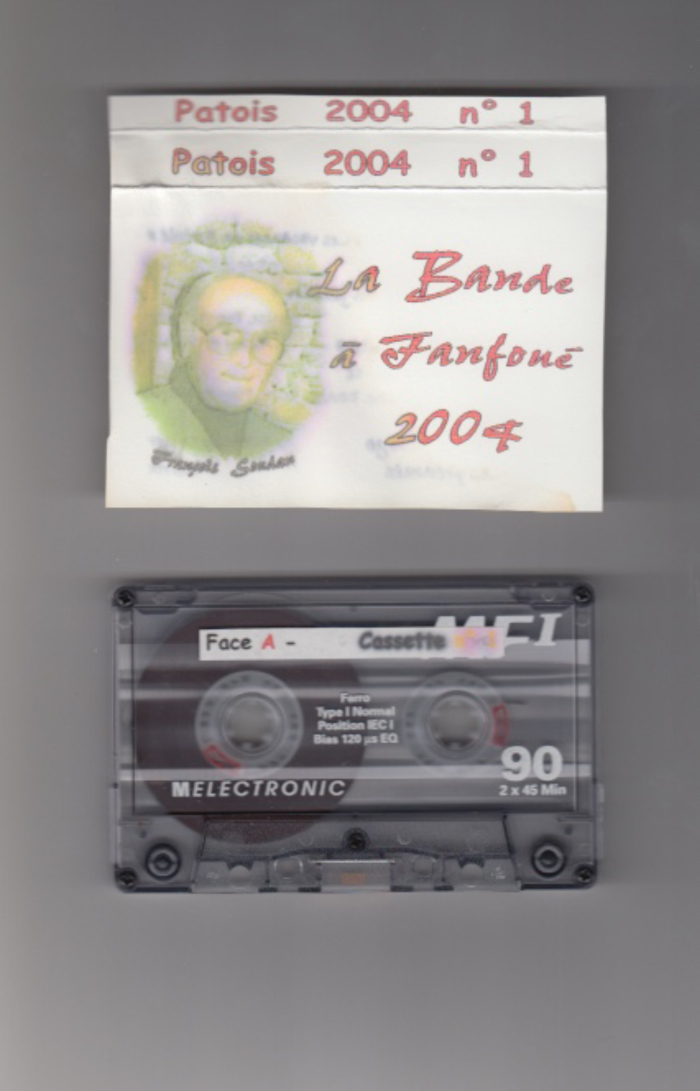 Patois 2004 n° 1
Patois 2004 n° 1
La Bande
à Fanfoué
2004
François
Face A - Cassette
MFI
Ferro
Type I Normal
Position IEC I
Bias 120 µs EQ
90
MELECTRONIC
2 x 45 Min